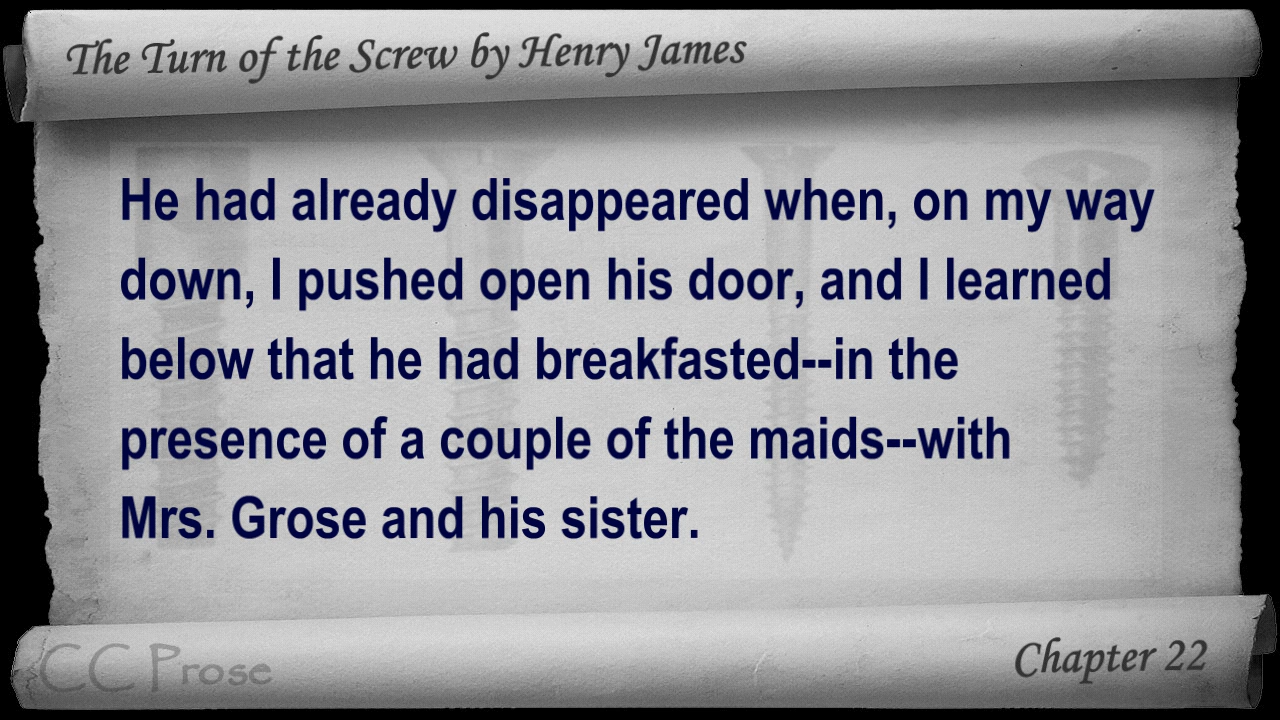 The Turn of the Screw by Henry James
He had already disappeared when, on my way
down, I pushed open his door, and I learned
below that he had breakfasted--in the
presence of a couple of the maids--with
Mrs. Grose and his sister.
CC Prose
Chapter 22